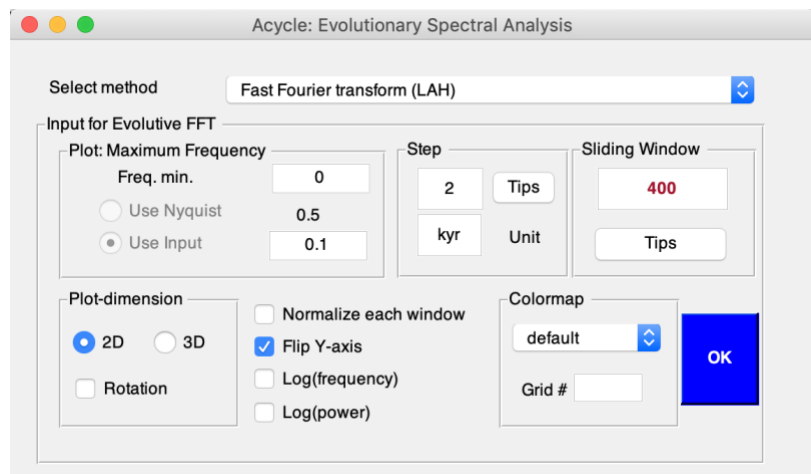 Acycle: Evolutionary Spectral Analysis
Select method
Fast Fourier transform (LAH)
Input for Evolutive FFT
Plot: Maximum Frequency
Freq. min.
0
Use Nyquist
0.5
Use Input
0.1
Step
2
Tips
kyr
Unit
Sliding Window
400
Tips
Plot-dimension
2D
3D
Rotation
Normalize each window
Flip Y-axis
Log(frequency)
Log(power)
Colormap
default
Grid #
OK